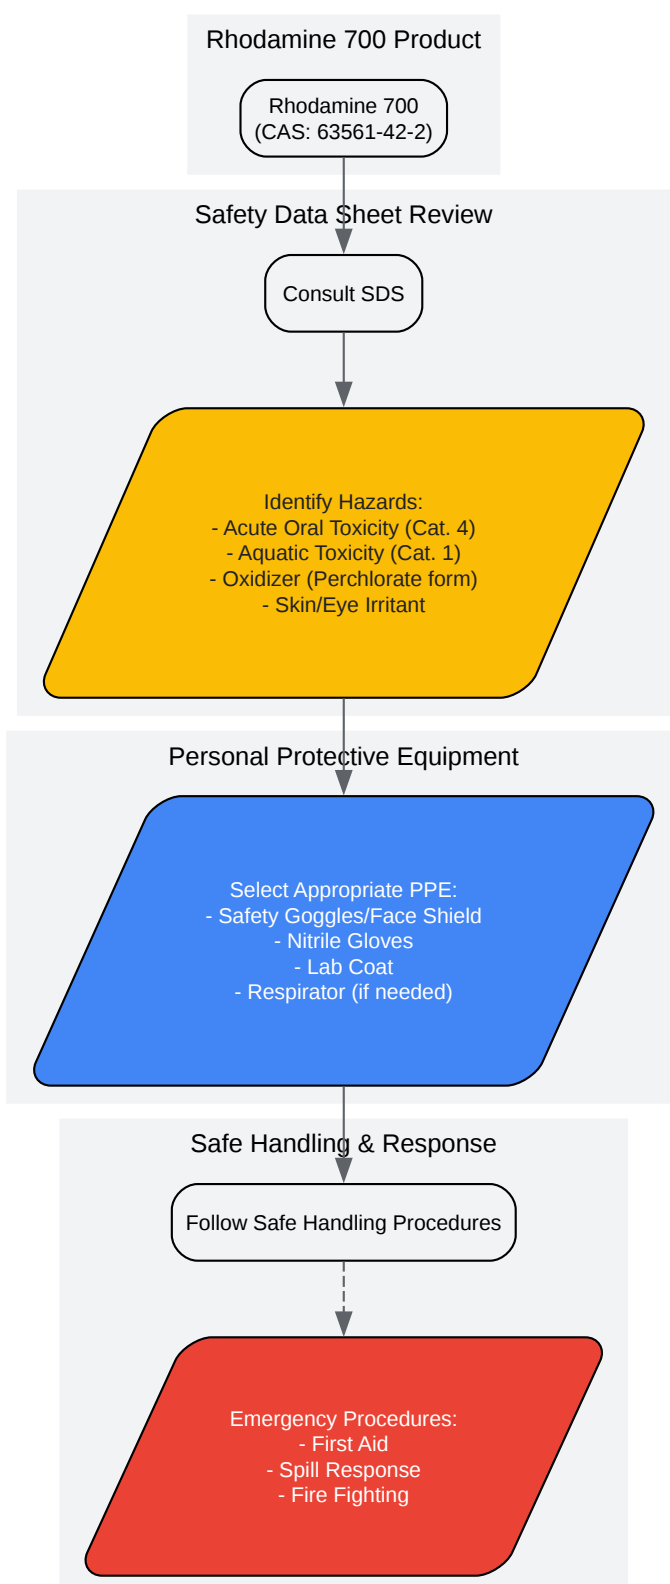 Rhodamine 700 Product
Rhodamine 700
(CAS: 63561-42-2)
Safety Data Sheet Review
Consult SDS
Identify Hazards:
- Acute Oral Toxicity (Cat. 4)
- Aquatic Toxicity (Cat. 1)
- Oxidizer (Perchlorate form)
- Skin/Eye Irritant
Personal Protective Equipment
Select Appropriate PPE:
- Safety Goggles/Face Shield
- Nitrile Gloves
- Lab Coat
- Respirator (if needed)
Safe Handling & Response
Follow Safe Handling Procedures
Emergency Procedures:
- First Aid
- Spill Response
- Fire Fighting